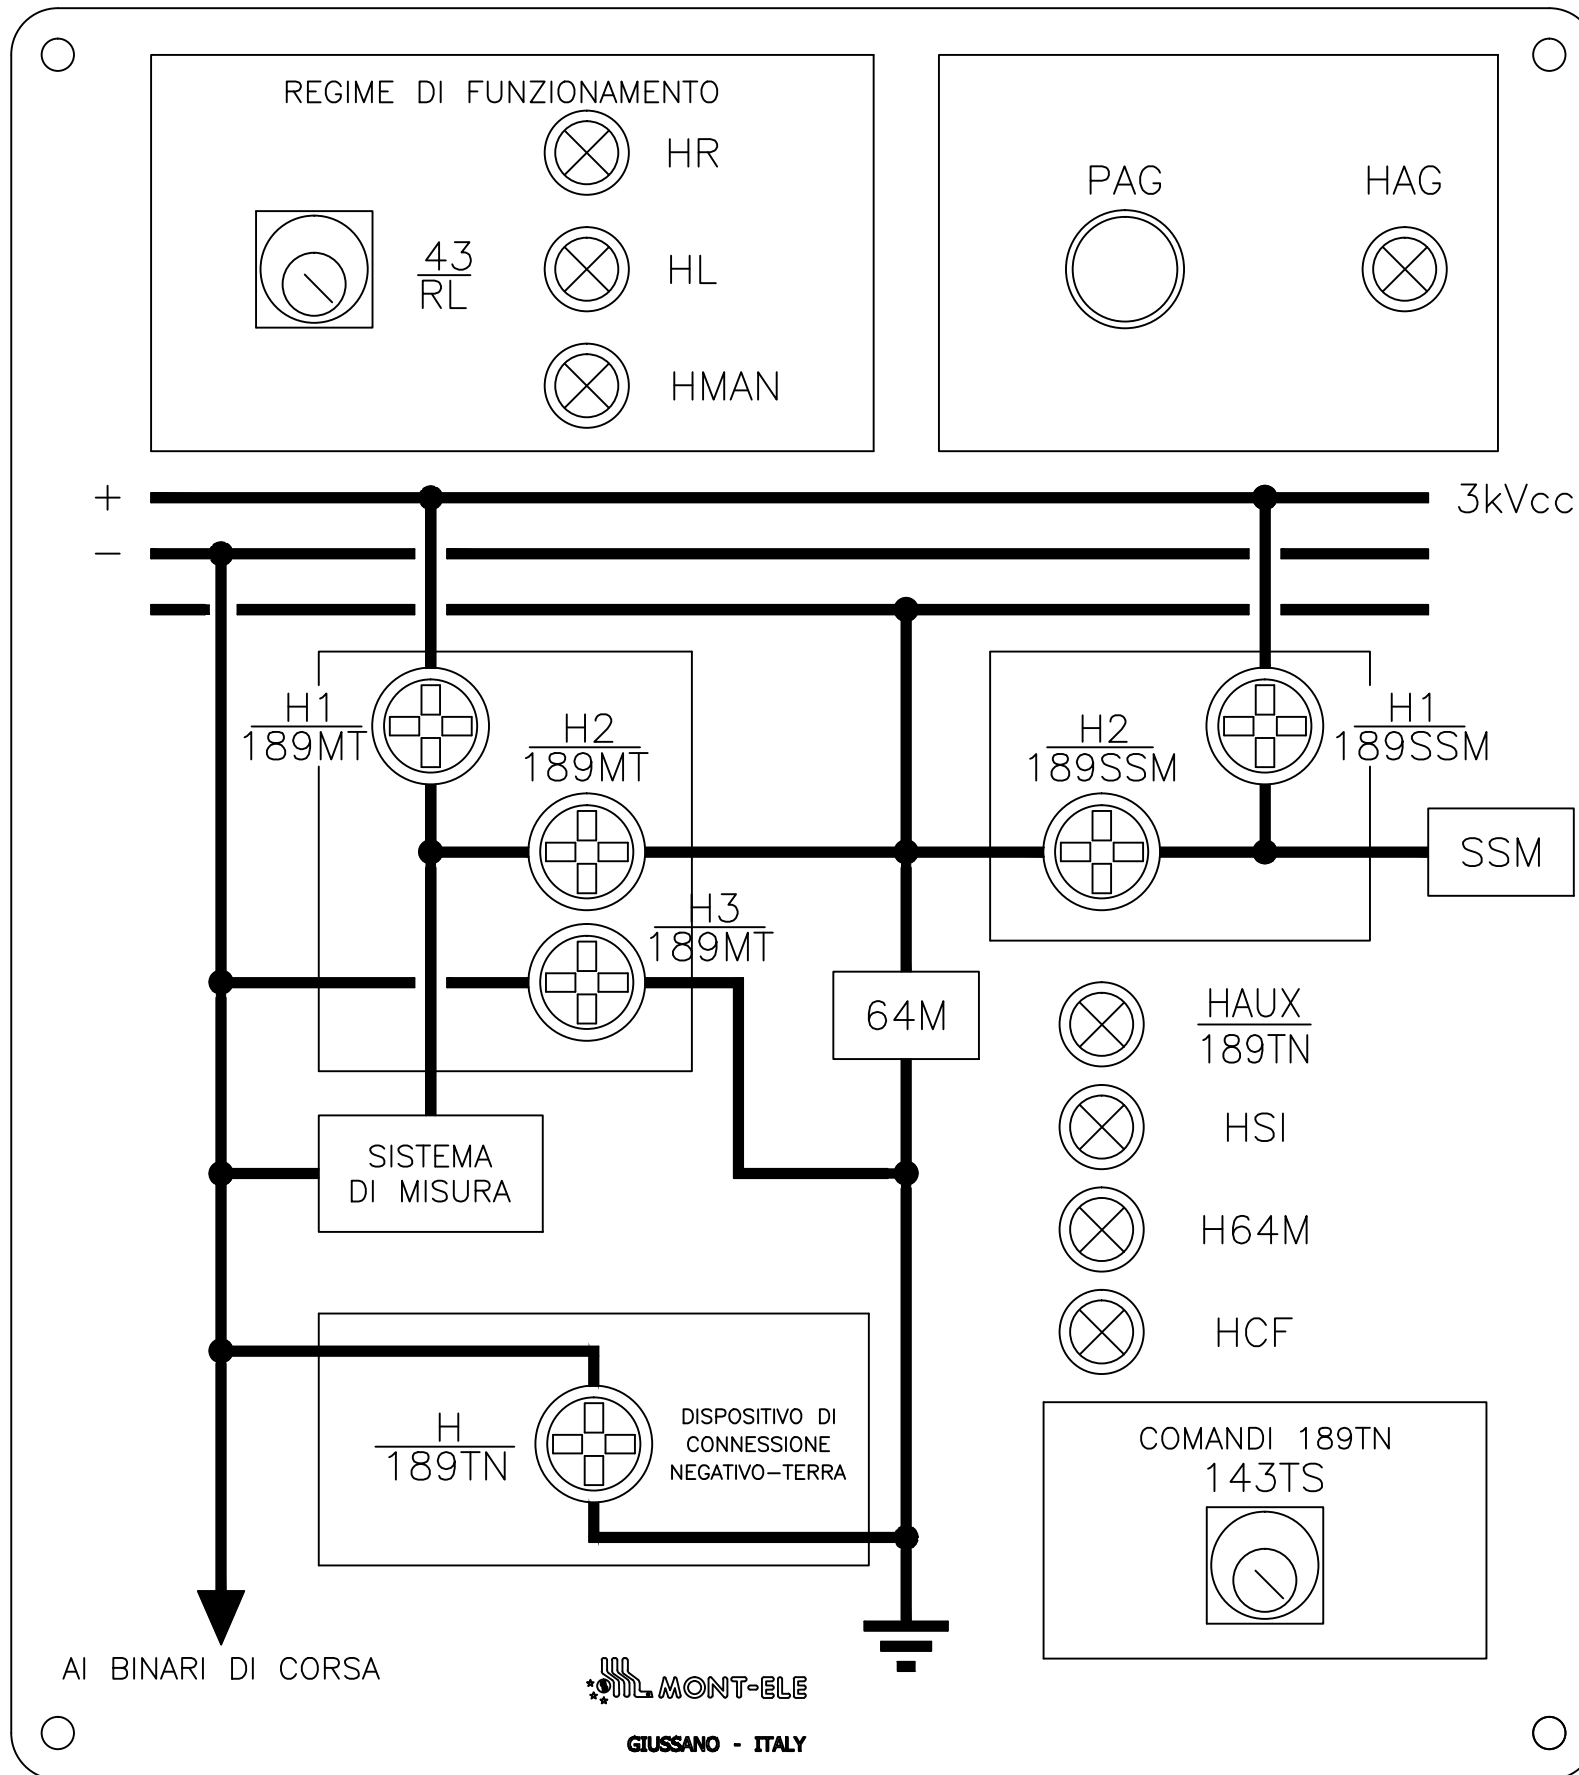 REGIME DI FUNZIONAMENTO
HR
43
RL
HL
HMAN
PAG
HAG
+
3kVcc
−
H1
189MT
H2
189MT
H3
189MT
H2
189SSM
H1
189SSM
SSM
64M
HAUX
189TN
HSI
H64M
HCF
SISTEMA
DI MISURA
H
189TN
DISPOSITIVO DI
CONNESSIONE
NEGATIVO-TERRA
COMANDI 189TN
143TS
AI BINARI DI CORSA
MONT-ELE
GIUSSANO - ITALY